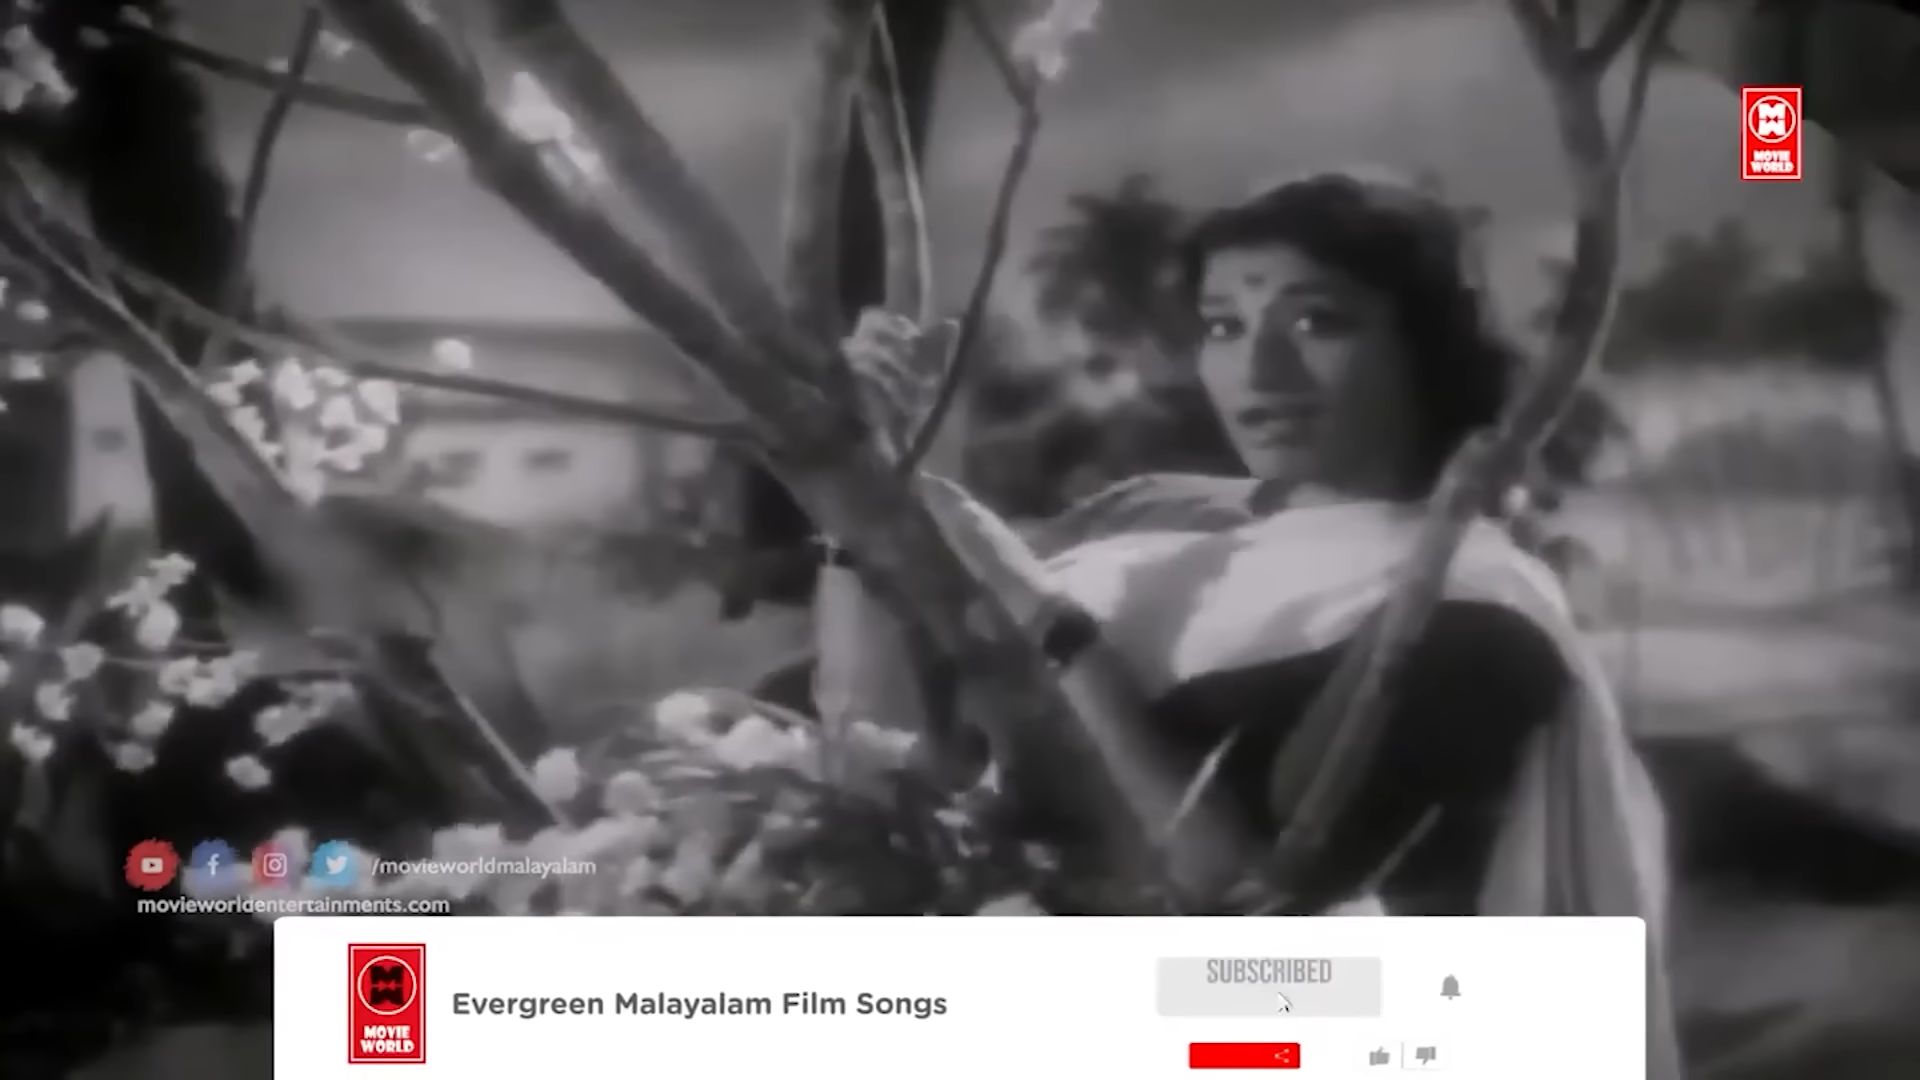 MOVIE
WORLD
/movieworldmalayalam
movieworldentertainments.com
MOVIE
WORLD
Evergreen Malayalam Film Songs
SUBSCRIBED